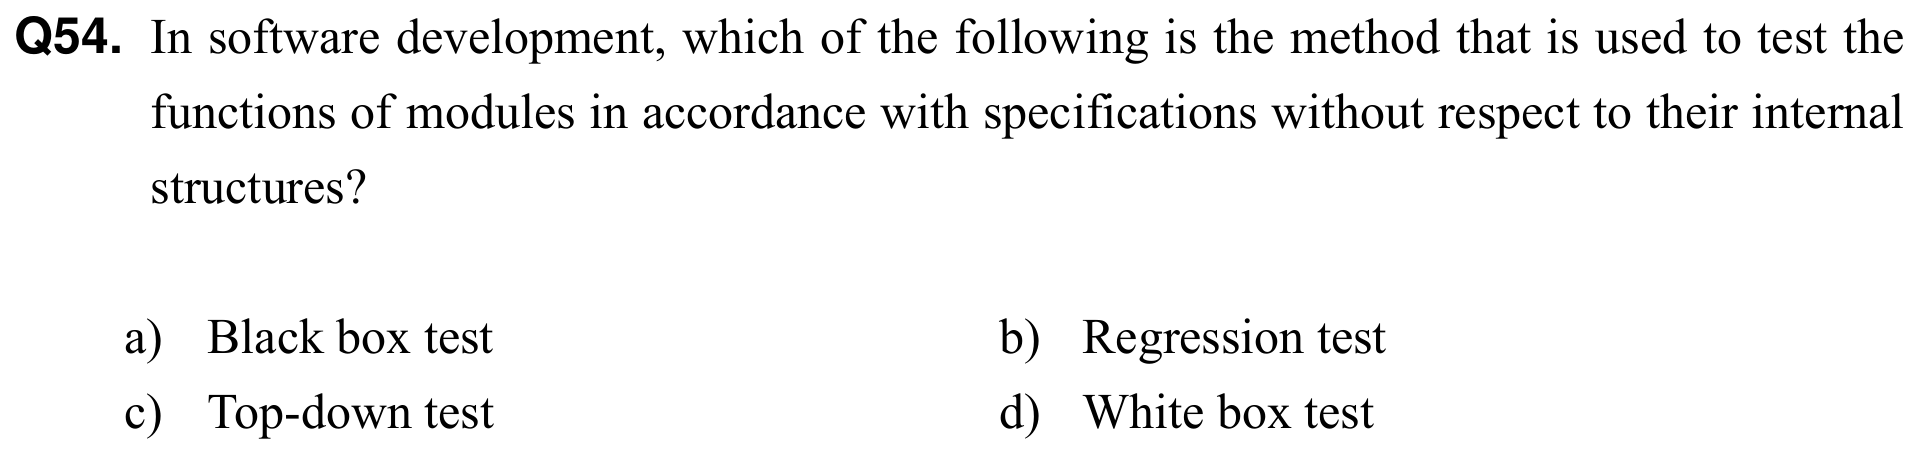 Q54. In software development, which of the following is the method that is used to test the
functions of modules in accordance with specifications without respect to their internal
structures?
a) Black box test b) Regression test
c) Top-down test d) White box test